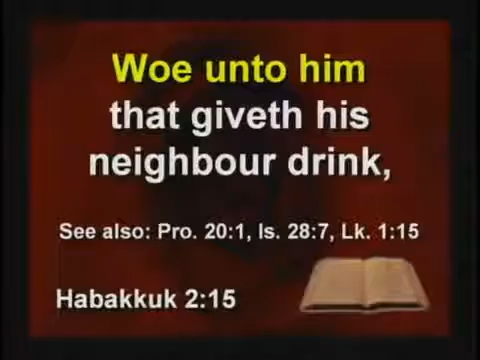 Woe unto him
that giveth his
neighbour drink,
See also: Pro. 20:1, Is. 28:7, Lk. 1:15
Habakkuk 2:15